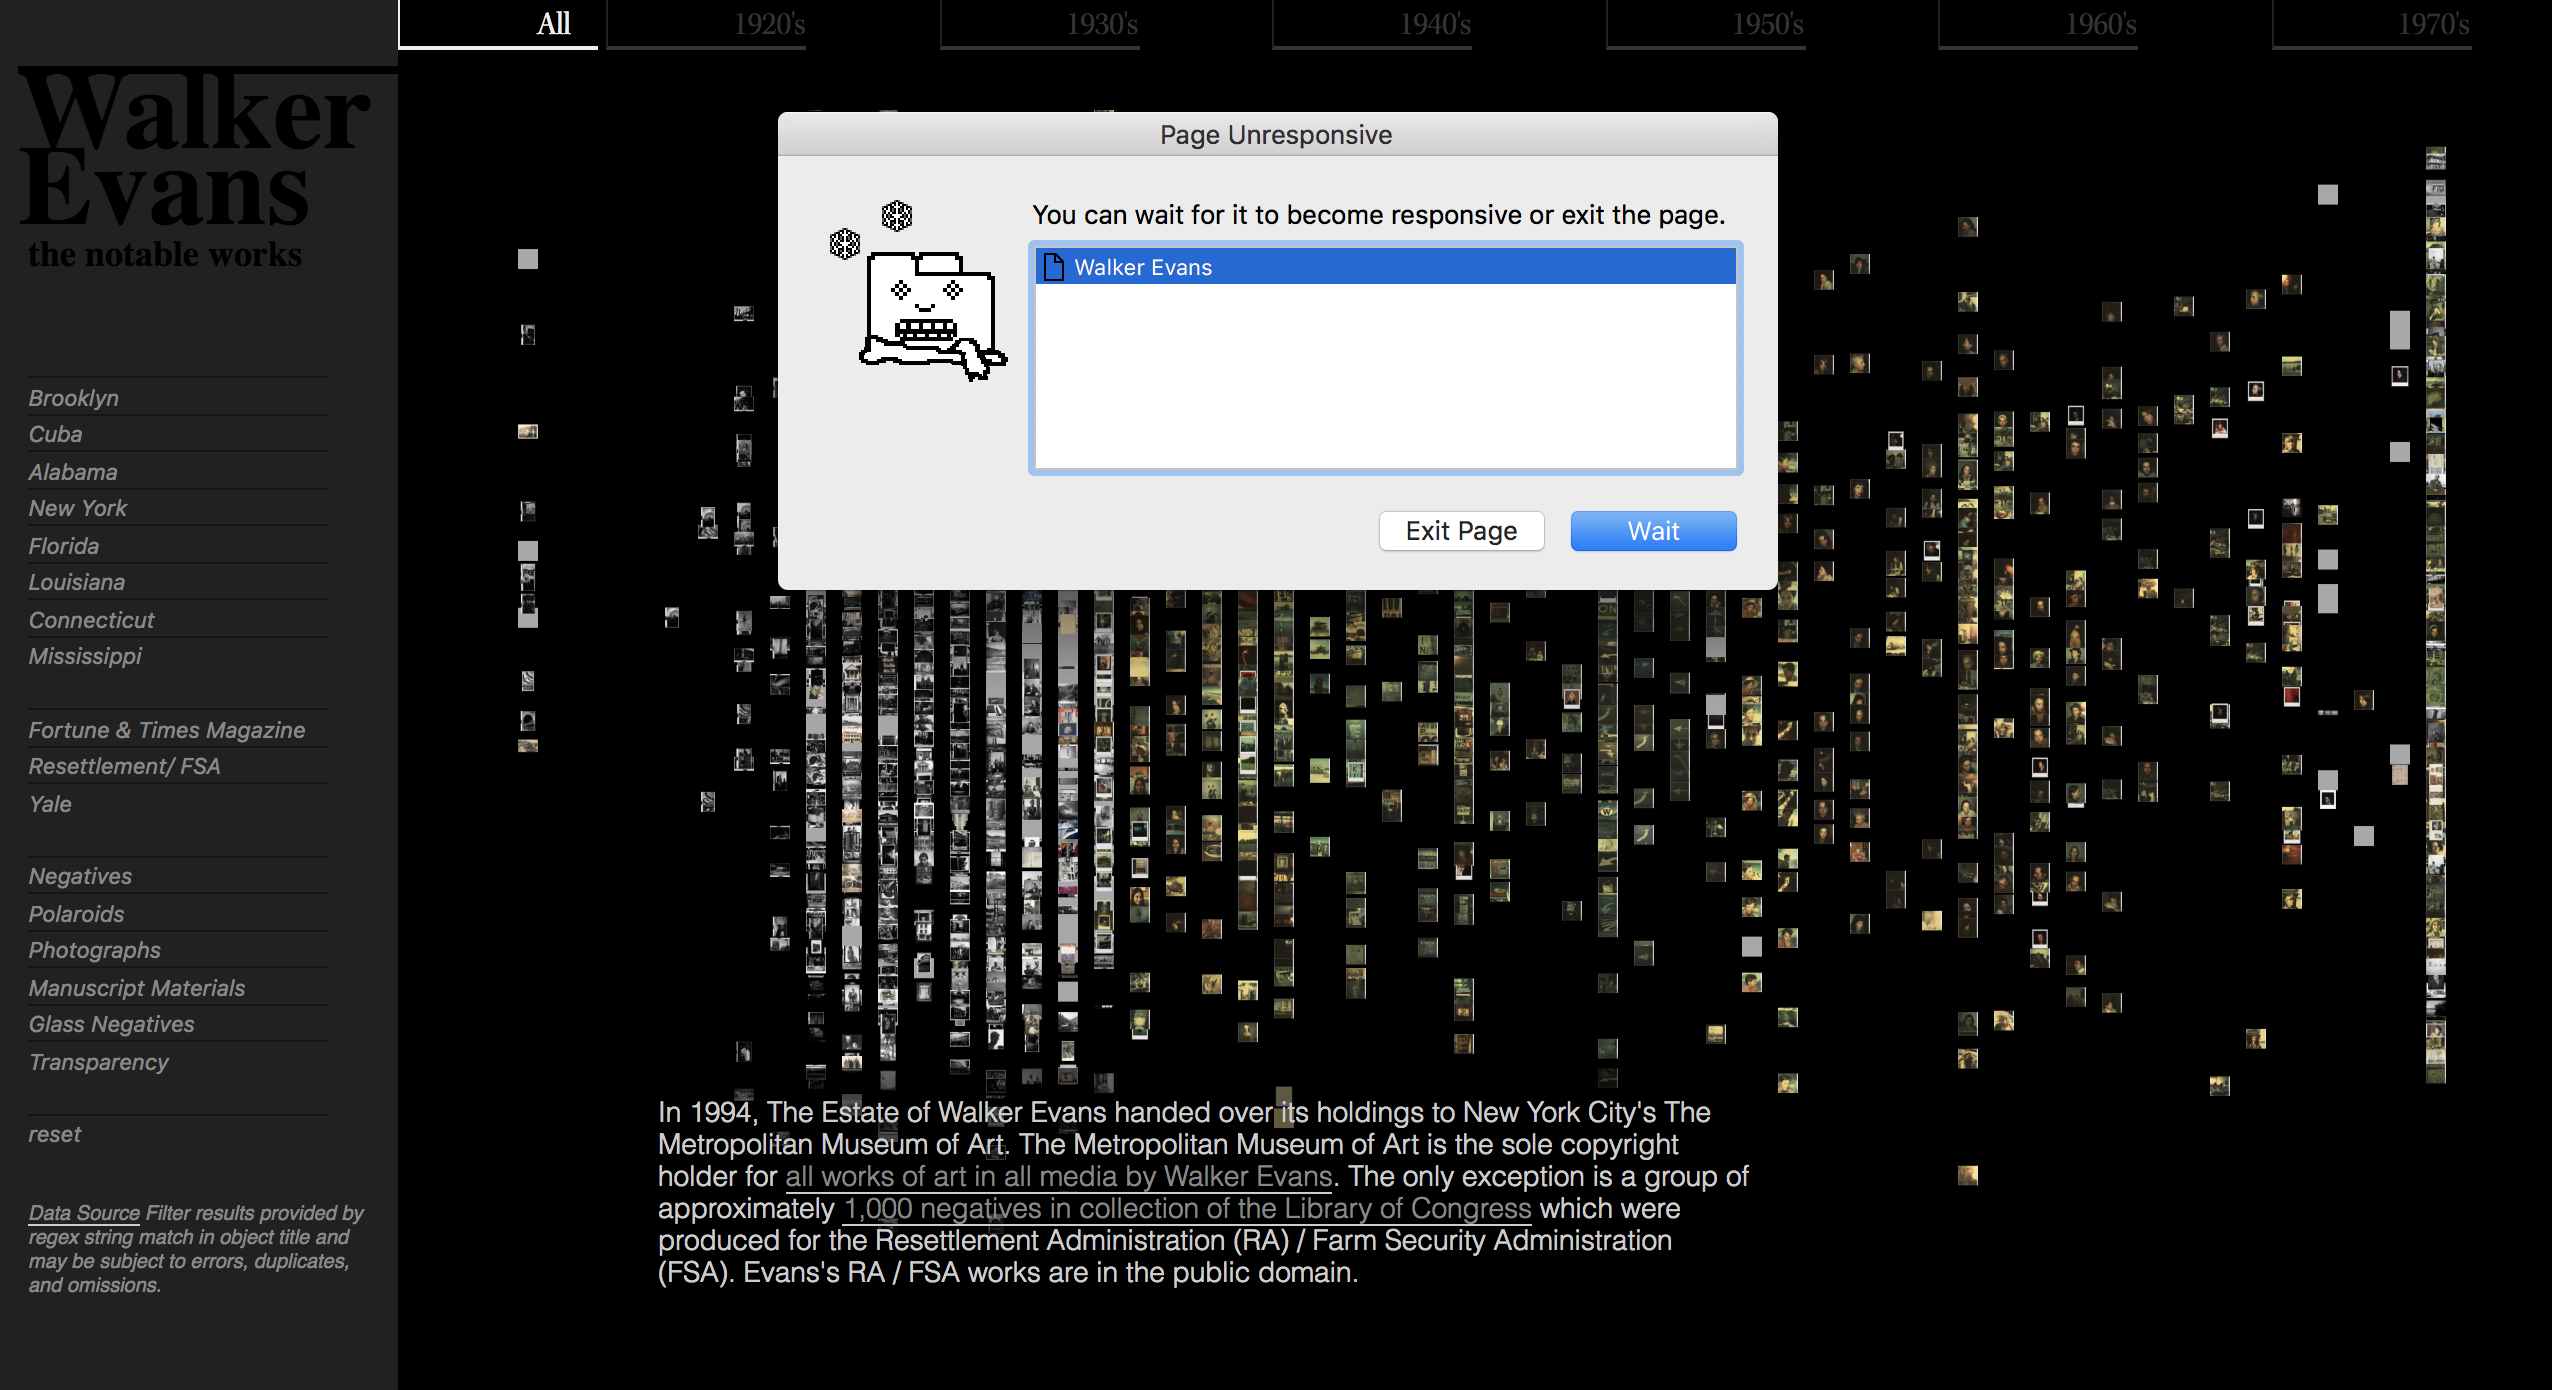 All
1920's
1930's
1940's
1950's
1960's
1970's
Walker
Evans
the notable works
Brooklyn
Cuba
Alabama
New York
Florida
Louisiana
Connecticut
Mississippi
Fortune & Times Magazine
Resettlement/ FSA
Yale
Negatives
Polaroids
Photographs
Manuscript Materials
Glass Negatives
Transparency
reset
Data Source Filter results provided by
regex string match in object title and
may be subject to errors, duplicates,
and omissions.
Page Unresponsive
You can wait for it to become responsive or exit the page.
Walker Evans
Exit Page
Wait
In 1994, The Estate of Walker Evans handed over its holdings to New York City's The
Metropolitan Museum of Art. The Metropolitan Museum of Art is the sole copyright
holder for all works of art in all media by Walker Evans. The only exception is a group of
approximately 1,000 negatives in collection of the Library of Congress which were
produced for the Resettlement Administration (RA) / Farm Security Administration
(FSA). Evans's RA / FSA works are in the public domain.